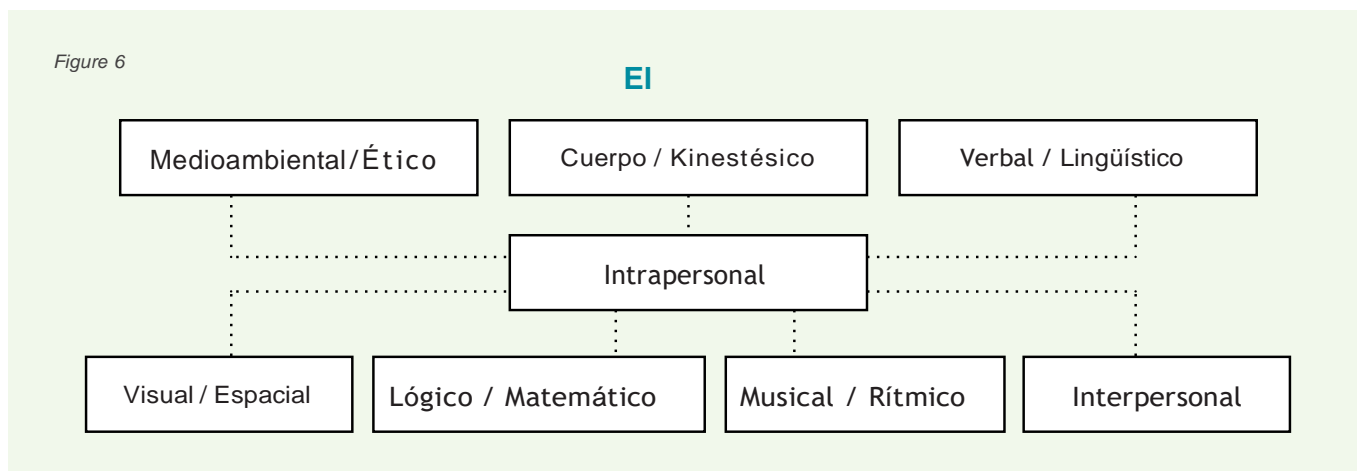 Figure 6
EI
Medioambiental/Ético
Cuerpo / Kinestésico
Verbal / Lingüístico
Intrapersonal
Visual / Espacial
Lógico / Matemático
Musical / Rítmico
Interpersonal